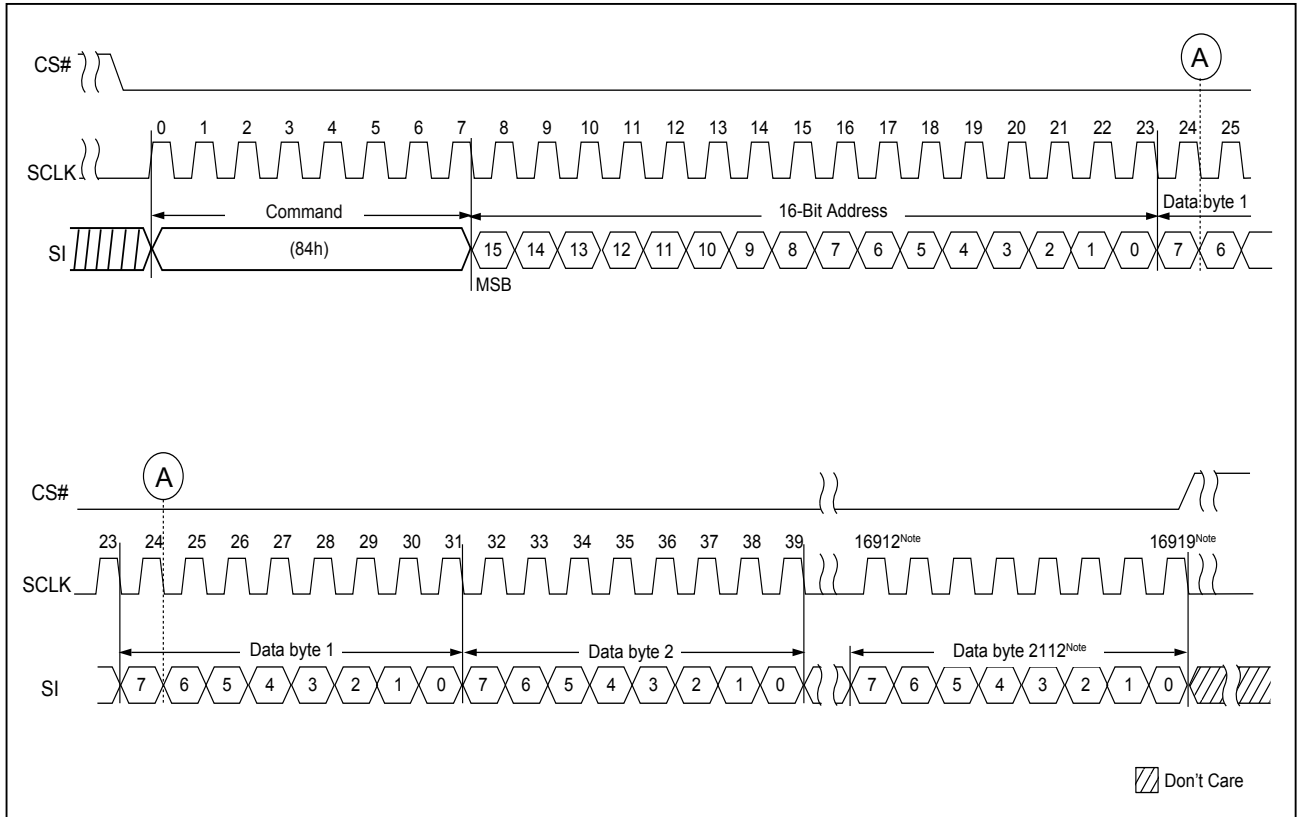 A
CS#
0 1 2 3 4 5 6 7 8 9 10 11 12 13 14 15 16 17 18 19 20 21 22 23 24 25
SCLK
Command 16-Bit Address Data byte 1
SI (84h) 15 14 13 12 11 10 9 8 7 6 5 4 3 2 1 0 7 6
MSB
A
CS#
23 24 25 26 27 28 29 30 31 32 33 34 35 36 37 38 39 16912Note 16919Note
SCLK
Data byte 1 Data byte 2 Data byte 2112Note
SI 7 6 5 4 3 2 1 0 7 6 5 4 3 2 1 0 7 6 5 4 3 2 1 0
Don't Care